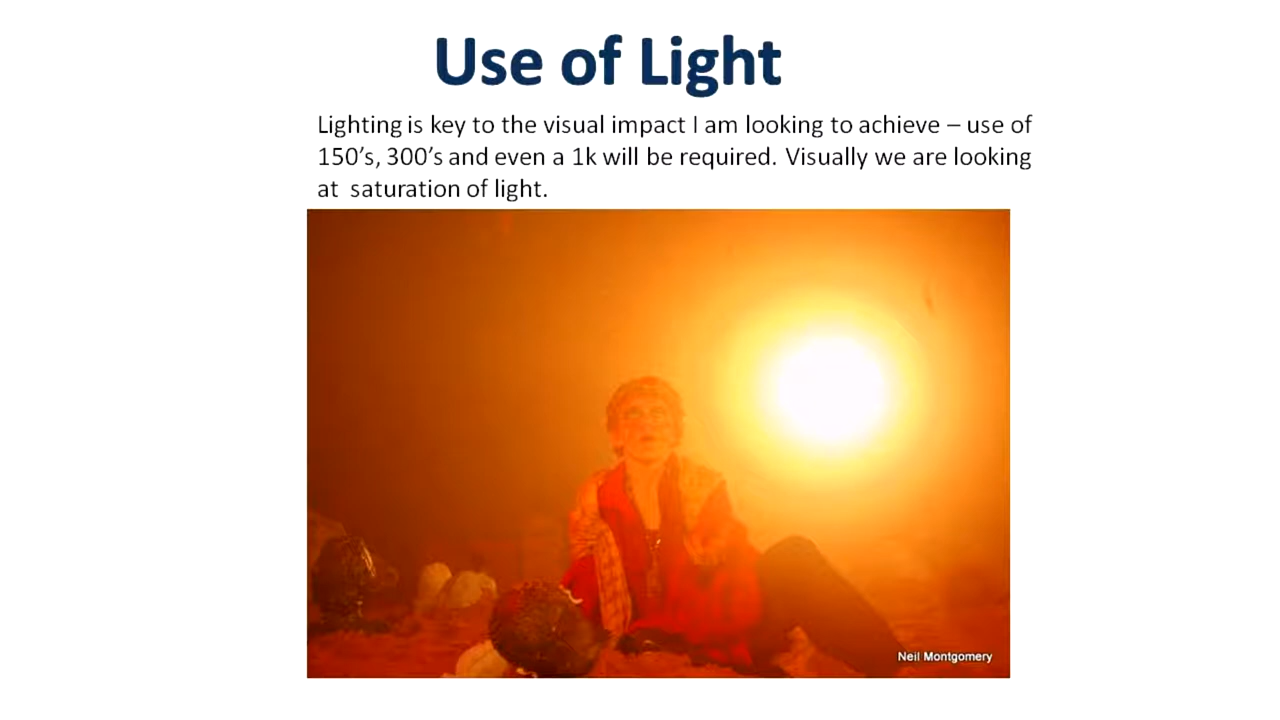 Use of Light
Lighting is key to the visual impact I am looking to achieve – use of
150’s, 300’s and even a 1k will be required. Visually we are looking
at saturation of light.
Neil Montgomery